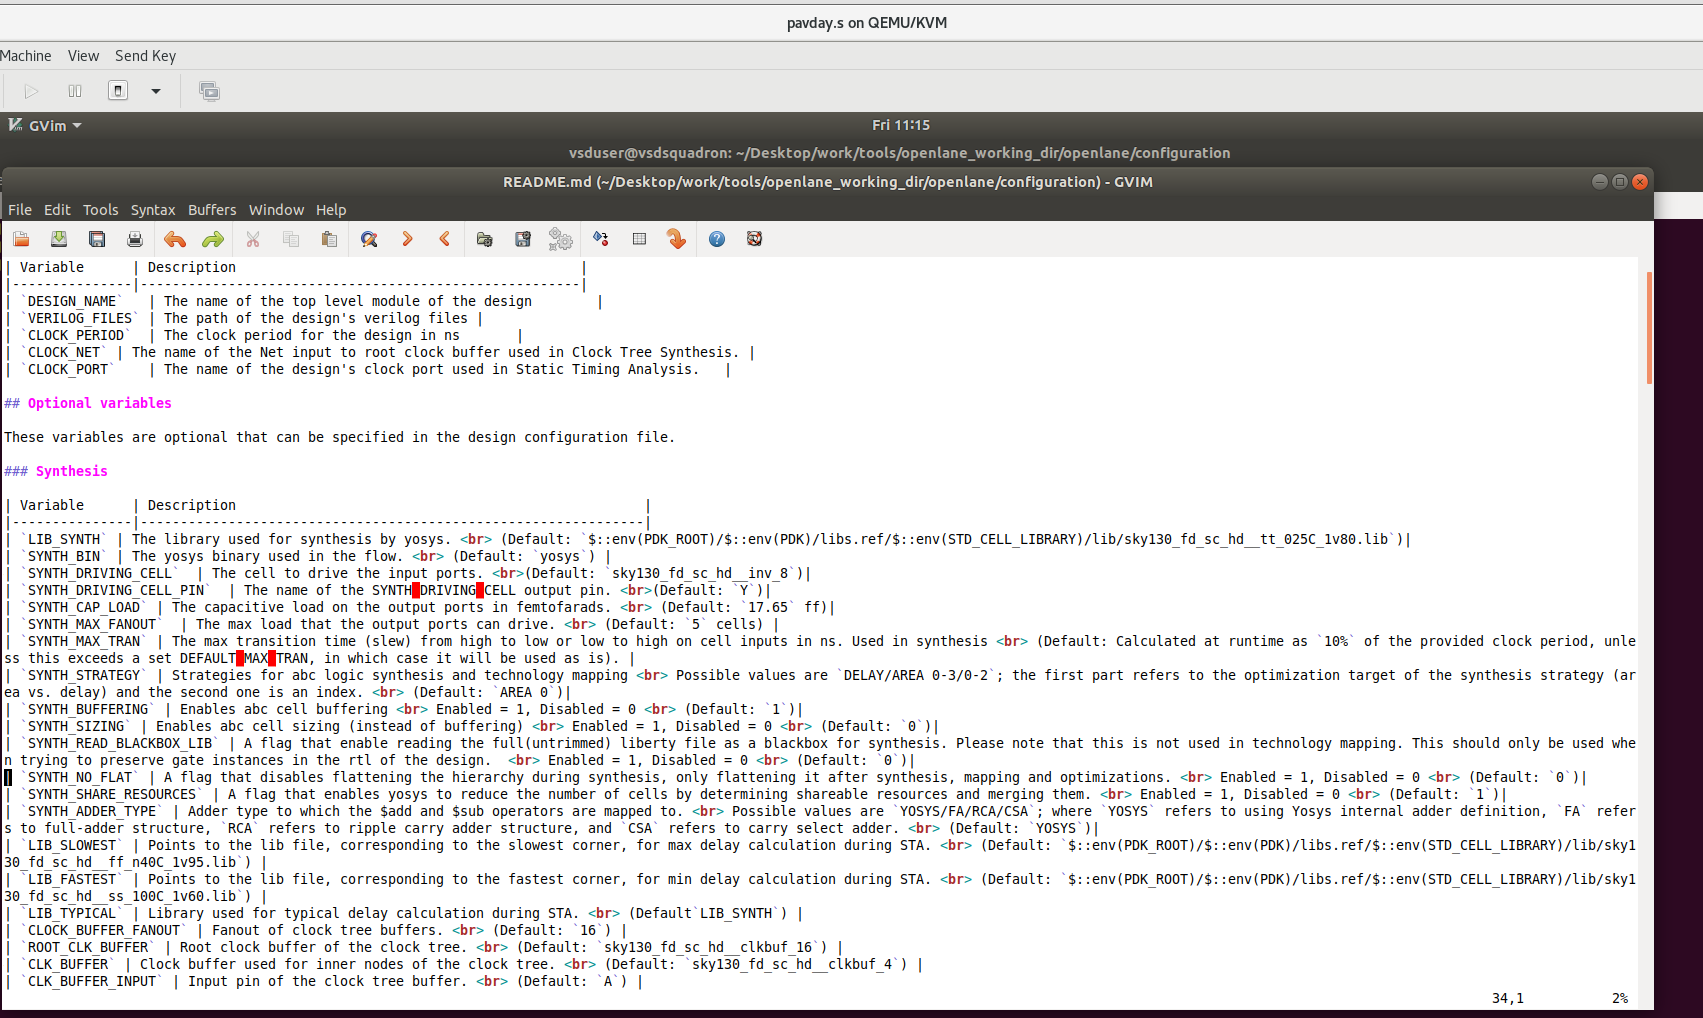 pavday.s on QEMU/KVM
Machine View Send Key
GVim Fri 11:15
vsduser@vsdsquadron: ~/Desktop/work/tools/openlane_working_dir/openlane/configuration
README.md (~/Desktop/work/tools/openlane_working_dir/openlane/configuration) - GVIM
File Edit Tools Syntax Buffers Window Help
| Variable      | Description                                           |
|---------------|-------------------------------------------------------|
| `DESIGN_NAME`   | The name of the top level module of the design        |
| `VERILOG_FILES` | The path of the design's verilog files |
| `CLOCK_PERIOD`  | The clock period for the design in ns       |
| `CLOCK_NET` | The name of the Net input to root clock buffer used in Clock Tree Synthesis. |
| `CLOCK_PORT`    | The name of the design's clock port used in Static Timing Analysis.   |
## Optional variables
These variables are optional that can be specified in the design configuration file.
### Synthesis
| Variable      | Description                                                   |
|---------------|---------------------------------------------------------------|
| `LIB_SYNTH` | The library used for synthesis by yosys. <br> (Default: `$::env(PDK_ROOT)/$::env(PDK)/libs.ref/$::env(STD_CELL_LIBRARY)/lib/sky130_fd_sc_hd__tt_025C_1v80.lib`)|
| `SYNTH_BIN` | The yosys binary used in the flow. <br> (Default: `yosys`) |
| `SYNTH_DRIVING_CELL`  | The cell to drive the input ports. <br>(Default: `sky130_fd_sc_hd__inv_8`)|
| `SYNTH_DRIVING_CELL_PIN`  | The name of the SYNTH_DRIVING_CELL output pin. <br>(Default: `Y`)|
| `SYNTH_CAP_LOAD` | The capacitive load on the output ports in femtofarads. <br> (Default: `17.65` ff)|
| `SYNTH_MAX_FANOUT`  | The max load that the output ports can drive. <br> (Default: `5` cells) |
| `SYNTH_MAX_TRAN` | The max transition time (slew) from high to low or low to high on cell inputs in ns. Used in synthesis <br> (Default: Calculated at runtime as `10%` of the provided clock period, unle
ss this exceeds a set DEFAULT_MAX_TRAN, in which case it will be used as is). |
| `SYNTH_STRATEGY` | Strategies for abc logic synthesis and technology mapping <br> Possible values are `DELAY/AREA 0-3/0-2`; the first part refers to the optimization target of the synthesis strategy (ar
ea vs. delay) and the second one is an index. <br> (Default: `AREA 0`)|
| `SYNTH_BUFFERING` | Enables abc cell buffering <br> Enabled = 1, Disabled = 0 <br> (Default: `1`)|
| `SYNTH_SIZING` | Enables abc cell sizing (instead of buffering) <br> Enabled = 1, Disabled = 0 <br> (Default: `0`)|
| `SYNTH_READ_BLACKBOX_LIB` | A flag that enable reading the full(untrimmed) liberty file as a blackbox for synthesis. Please note that this is not used in technology mapping. This should only be used whe
n trying to preserve gate instances in the rtl of the design.  <br> Enabled = 1, Disabled = 0 <br> (Default: `0`)|
| `SYNTH_NO_FLAT` | A flag that disables flattening the hierarchy during synthesis, only flattening it after synthesis, mapping and optimizations. <br> Enabled = 1, Disabled = 0 <br> (Default: `0`)|
| `SYNTH_SHARE_RESOURCES` | A flag that enables yosys to reduce the number of cells by determining shareable resources and merging them. <br> Enabled = 1, Disabled = 0 <br> (Default: `1`)|
| `SYNTH_ADDER_TYPE` | Adder type to which the $add and $sub operators are mapped to. <br> Possible values are `YOSYS/FA/RCA/CSA`; where `YOSYS` refers to using Yosys internal adder definition, `FA` refer
s to full-adder structure, `RCA` refers to ripple carry adder structure, and `CSA` refers to carry select adder. <br> (Default: `YOSYS`)|
| `LIB_SLOWEST` | Points to the lib file, corresponding to the slowest corner, for max delay calculation during STA. <br> (Default: `$::env(PDK_ROOT)/$::env(PDK)/libs.ref/$::env(STD_CELL_LIBRARY)/lib/sky1
30_fd_sc_hd__ff_n40C_1v95.lib`) |
| `LIB_FASTEST` | Points to the lib file, corresponding to the fastest corner, for min delay calculation during STA. <br> (Default: `$::env(PDK_ROOT)/$::env(PDK)/libs.ref/$::env(STD_CELL_LIBRARY)/lib/sky1
30_fd_sc_hd__ss_100C_1v60.lib`) |
| `LIB_TYPICAL` | Library used for typical delay calculation during STA. <br> (Default`LIB_SYNTH`) |
| `CLOCK_BUFFER_FANOUT` | Fanout of clock tree buffers. <br> (Default: `16`) |
| `ROOT_CLK_BUFFER` | Root clock buffer of the clock tree. <br> (Default: `sky130_fd_sc_hd__clkbuf_16`) |
| `CLK_BUFFER` | Clock buffer used for inner nodes of the clock tree. <br> (Default: `sky130_fd_sc_hd__clkbuf_4`) |
| `CLK_BUFFER_INPUT` | Input pin of the clock tree buffer. <br> (Default: `A`) |
34,1 2%